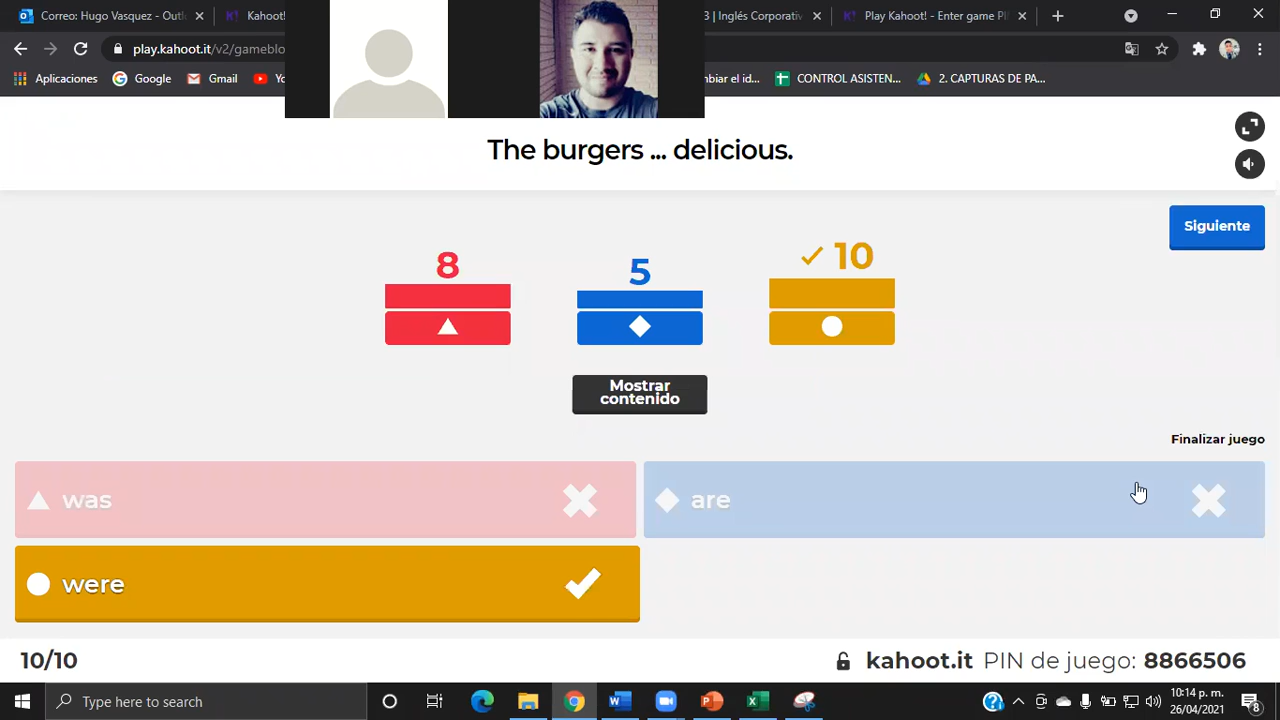 Correo: Hugo Vasquez - Outl
Kahoot!
3 | Inglés Corporativ
Play Kahoot! - Enter game P
play.kahoot.it/v2/gameblo
Aplicaciones
Google
Gmail
Yo
nbiar el id...
CONTROL ASISTEN...
2. CAPTURAS DE PA...
The burgers ... delicious.
Siguiente
8
5
10
Mostrar
contenido
Finalizar juego
was
are
were
10/10
kahoot.it PIN de juego: 8866506
Type here to search
10:14 p. m.
26/04/2021
8